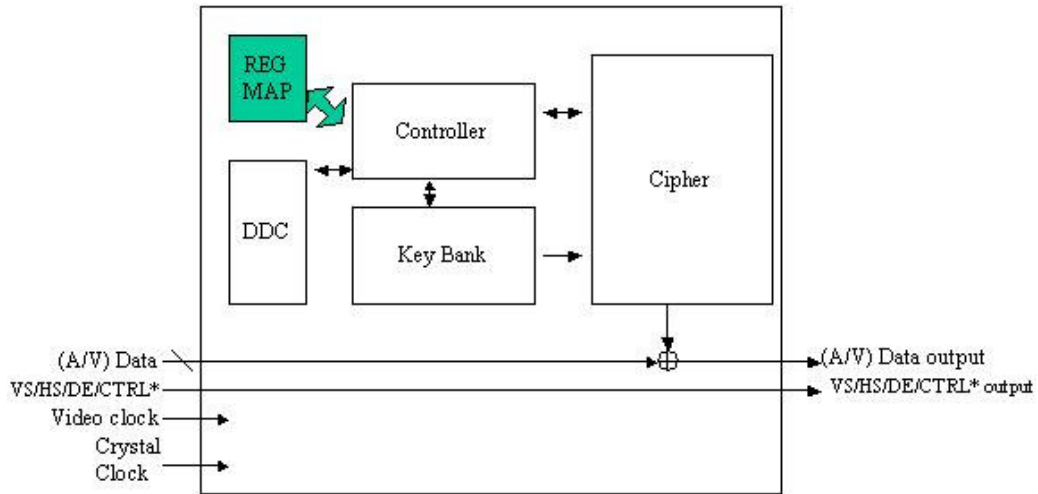 REG
MAP
Controller
Cipher
DDC
Key Bank
(A/V) Data
(A/V) Data output
VS/HS/DE/CTRL*
VS/HS/DE/CTRL* output
Video clock
Crystal
Clock